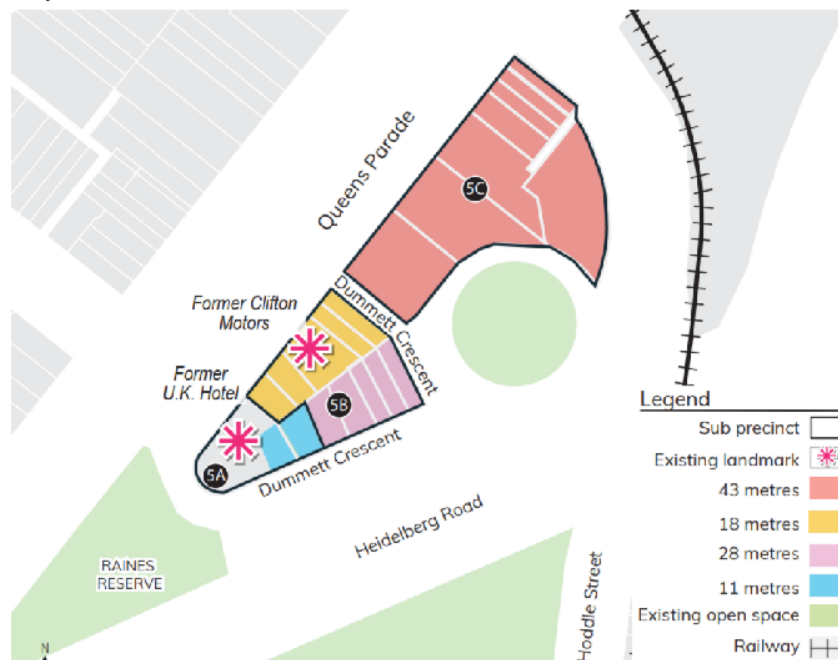 Queens Parade
5C
Former Clifton
Motors
Dummett Crescent
Former
U.K. Hotel
5B
5A
Dummett Crescent
Heidelberg Road
RAINES
RESERVE
Hoddle Street
N
Legend
Sub precinct
Existing landmark
43 metres
18 metres
28 metres
11 metres
Existing open space
Railway